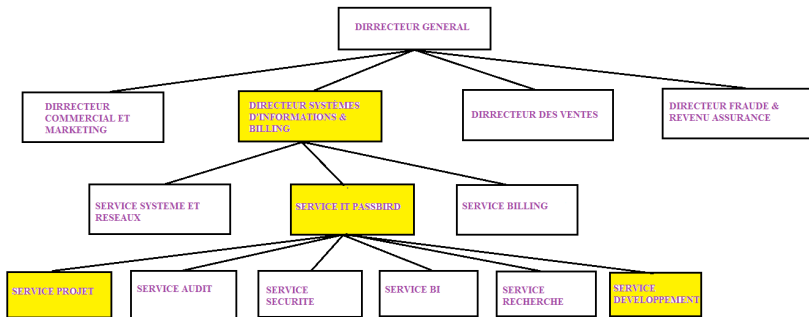 DIRRECTEUR GENERAL
DIRRECTEUR
COMMERCIAL ET
MARKETING
DIRECTEUR SYSTÈMES
D'INFORMATIONS &
BILLING
DIRRECTEUR DES VENTES
DIRECTEUR FRAUDE &
REVENU ASSURANCE
SERVICE SYSTEME ET
RESEAUX
SERVICE IT PASSBIRD
SERVICE BILLING
SERVICE PROJET
SERVICE AUDIT
SERVICE
SECURITE
SERVICE BI
SERVICE
RECHERCHE
SERVICE
DEVELOPPEMENT